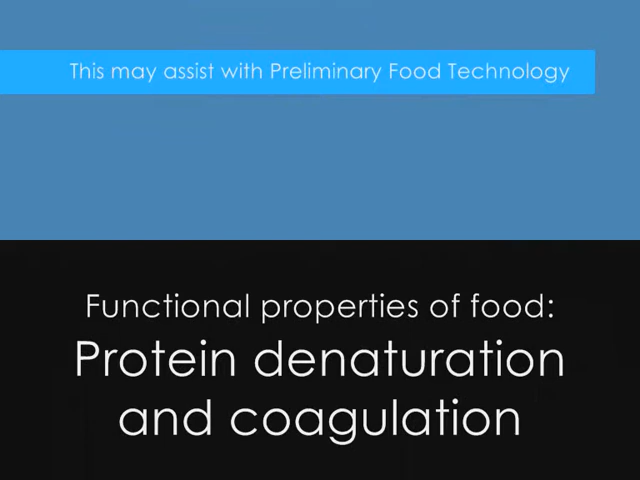 This may assist with Preliminary Food Technology
Functional properties of food:
Protein denaturation
and coagulation